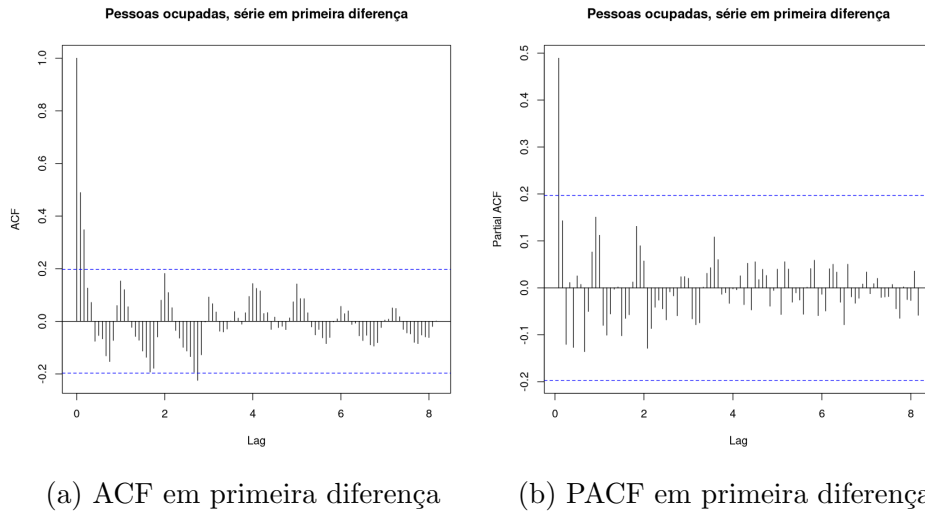 Pessoas ocupadas, série em primeira diferença
ACF
1.0
0.8
0.6
0.4
0.2
0.0
-0.2
0 2 4 6 8
Lag
(a) ACF em primeira diferença
Pessoas ocupadas, série em primeira diferença
Partial ACF
0.5
0.4
0.3
0.2
0.1
0.0
-0.1
-0.2
0 2 4 6 8
Lag
(b) PACF em primeira diferença